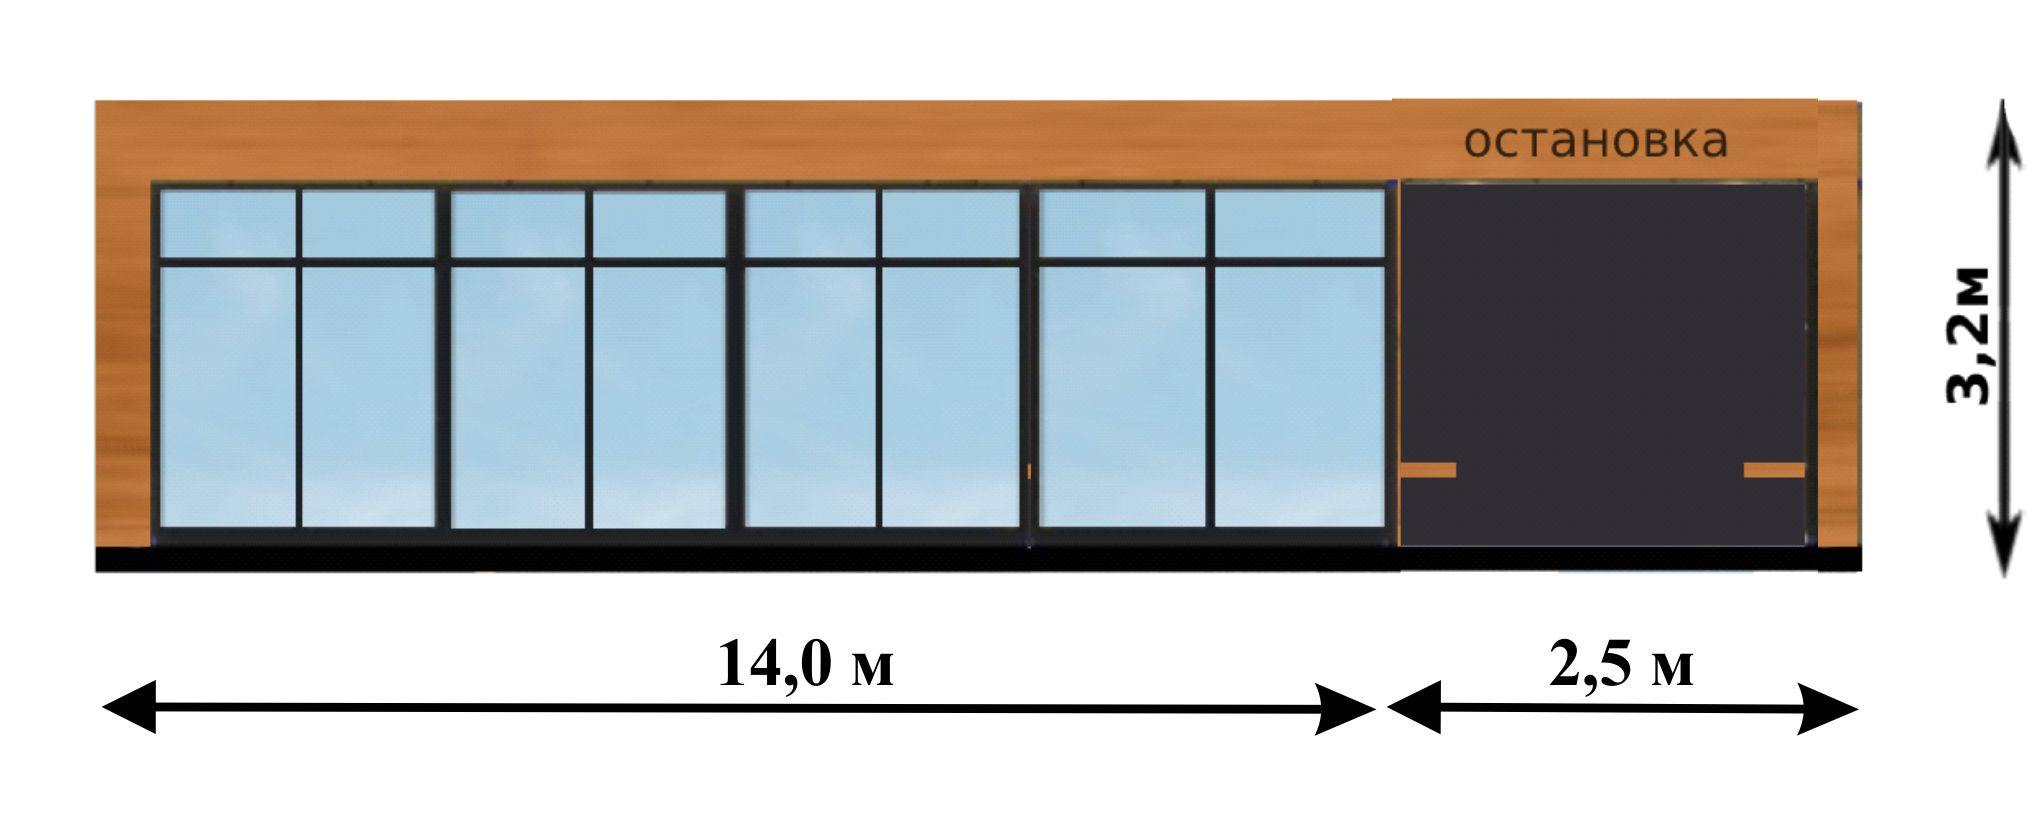 остановка
3,2м
14,0 м
2,5 м